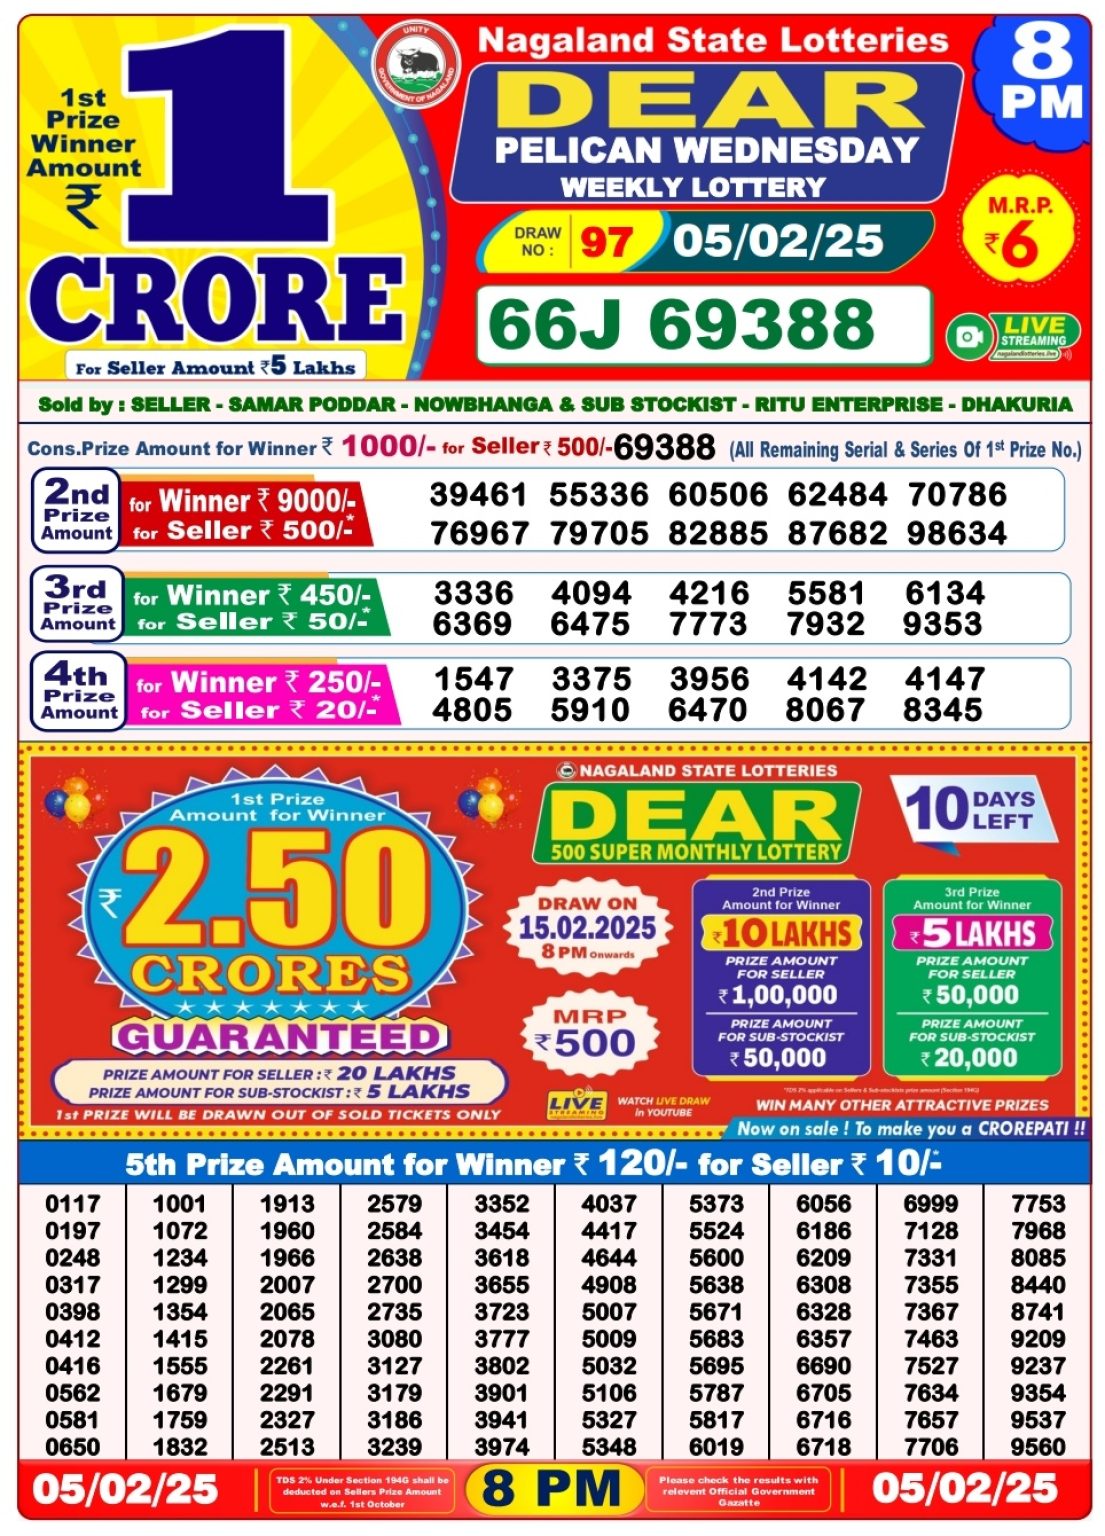 1st
Prize
Winner
Amount
₹
1
CRORE
For Seller Amount ₹5 Lakhs
UNITY
GOVERNMENT OF NAGALAND
Nagaland State Lotteries
DEAR
PELICAN WEDNESDAY
WEEKLY LOTTERY
8
PM
DRAW
NO :
97
05/02/25
M.R.P.
₹6
66J 69388
LIVE
STREAMING
nagalandlotteries.live
Sold by : SELLER - SAMAR PODDAR - NOWBHANGA & SUB STOCKIST - RITU ENTERPRISE - DHAKURIA
Cons.Prize Amount for Winner ₹ 1000/- for Seller ₹ 500/- 69388 (All Remaining Serial & Series Of 1st Prize No.)
2nd
Prize
Amount
for Winner ₹ 9000/-
for Seller ₹ 500/-*
39461 55336 60506 62484 70786
76967 79705 82885 87682 98634
3rd
Prize
Amount
for Winner ₹ 450/-
for Seller ₹ 50/-*
3336 4094 4216 5581 6134
6369 6475 7773 7932 9353
4th
Prize
Amount
for Winner ₹ 250/-
for Seller ₹ 20/-*
1547 3375 3956 4142 4147
4805 5910 6470 8067 8345
1st Prize
Amount for Winner
₹ 2.50
CRORES
GUARANTEED
PRIZE AMOUNT FOR SELLER : ₹ 20 LAKHS
PRIZE AMOUNT FOR SUB-STOCKIST : ₹ 5 LAKHS
1st PRIZE WILL BE DRAWN OUT OF SOLD TICKETS ONLY
NAGALAND STATE LOTTERIES
DEAR
500 SUPER MONTHLY LOTTERY
10 DAYS
LEFT
DRAW ON
15.02.2025
8 PM Onwards
MRP
₹500
2nd Prize
Amount for Winner
₹10 LAKHS
PRIZE AMOUNT
FOR SELLER
₹ 1,00,000
PRIZE AMOUNT
FOR SUB-STOCKIST
₹ 50,000
3rd Prize
Amount for Winner
₹5 LAKHS
PRIZE AMOUNT
FOR SELLER
₹ 50,000
PRIZE AMOUNT
FOR SUB-STOCKIST
₹ 20,000
*TDS 2% applicable on Sellers & Sub-stockists prize amount (Section 194G)
LIVE
STREAMING
WATCH LIVE DRAW
in YOUTUBE
WIN MANY OTHER ATTRACTIVE PRIZES
Now on sale ! To make you a CROREPATI !!
5th Prize Amount for Winner ₹ 120/- for Seller ₹ 10/-*
0117 1001 1913 2579 3352 4037 5373 6056 6999 7753
0197 1072 1960 2584 3454 4417 5524 6186 7128 7968
0248 1234 1966 2638 3618 4644 5600 6209 7331 8085
0317 1299 2007 2700 3655 4908 5638 6308 7355 8440
0398 1354 2065 2735 3723 5007 5671 6328 7367 8741
0412 1415 2078 3080 3777 5009 5683 6357 7463 9209
0416 1555 2261 3127 3802 5032 5695 6690 7527 9237
0562 1679 2291 3179 3901 5106 5787 6705 7634 9354
0581 1759 2327 3186 3941 5327 5817 6716 7657 9537
0650 1832 2513 3239 3974 5348 6019 6718 7706 9560
05/02/25
TDS 2% Under Section 194G shall be
deducted on Sellers Prize Amount
w.e.f. 1st October
8 PM
Please check the results with
relevent Official Government
Gazatte
05/02/25